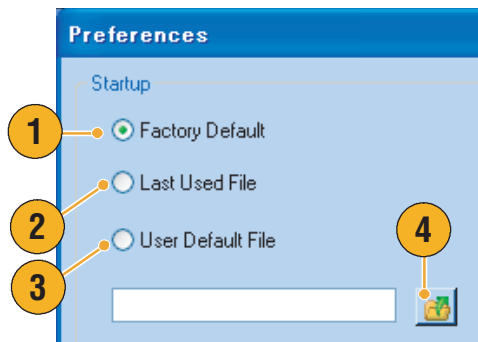 Preferences
Startup
1 Factory Default
2 Last Used File
3 User Default File
4